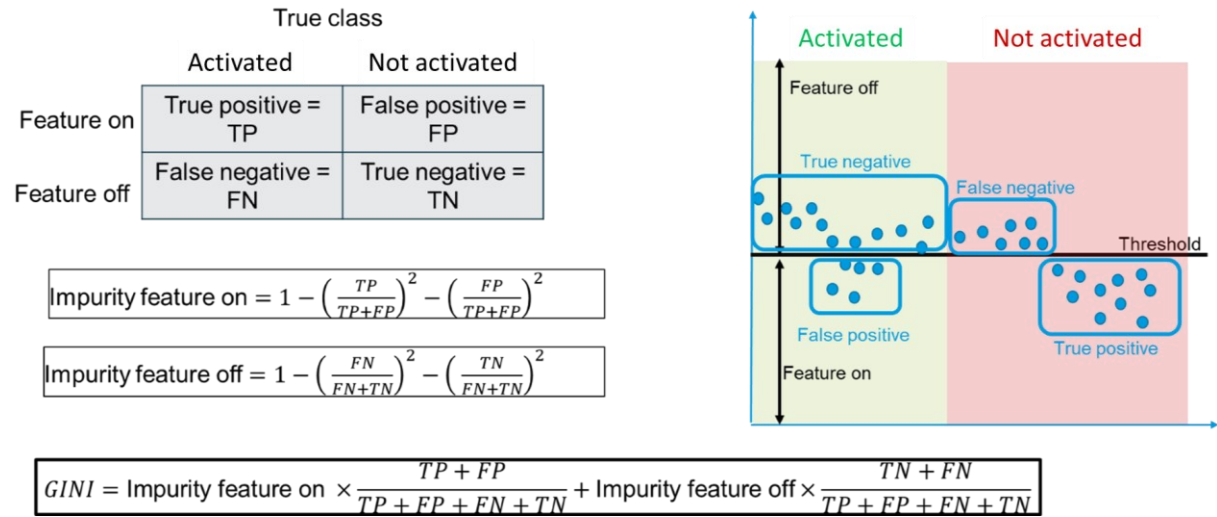 True class
Activated Not activated
Feature on
True positive =
TP
False positive =
FP
Feature off
False negative =
FN
True negative =
TN
Impurity feature on = 1 − (TP/(TP+FP))² − (FP/(TP+FP))²
Impurity feature off = 1 − (FN/(FN+TN))² − (TN/(FN+TN))²
Activated Not activated
Feature off
True negative
False negative
Threshold
False positive
True positive
Feature on
GINI = Impurity feature on × (TP + FP)/(TP + FP + FN + TN) + Impurity feature off × (TN + FN)/(TP + FP + FN + TN)